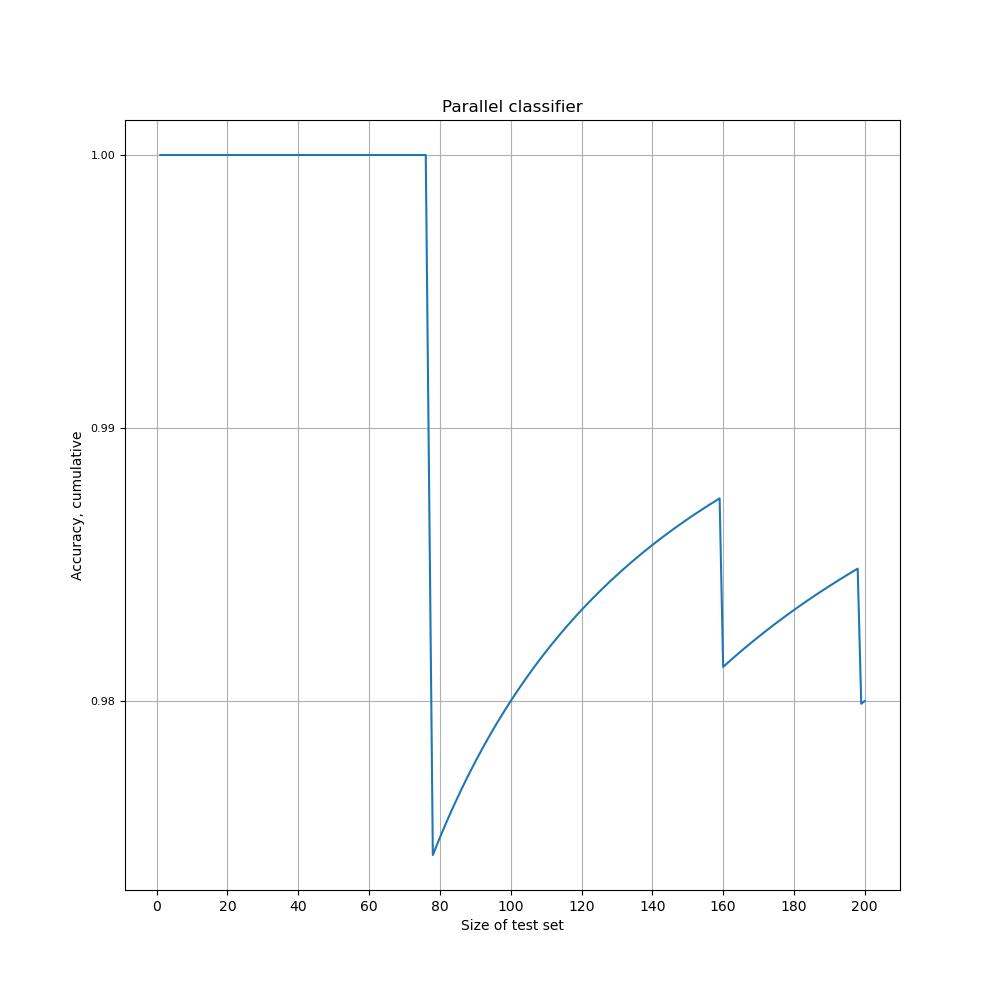 Parallel classifier
1.00
0.99
0.98
Accuracy, cumulative
0 20 40 60 80 100 120 140 160 180 200
Size of test set